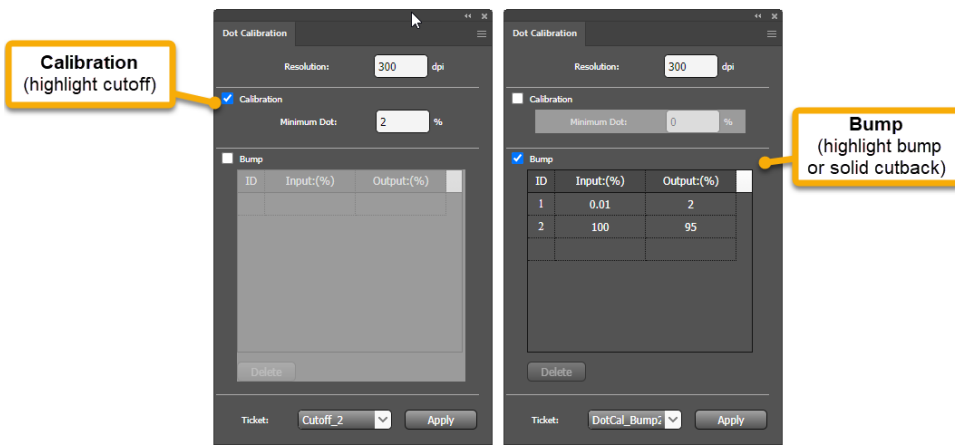 Calibration
(highlight cutoff)
Dot Calibration
Resolution: 300 dpi
Calibration
Minimum Dot: 2 %
Bump
ID Input:(%) Output:(%)
Delete
Ticket: Cutoff_2 Apply
Dot Calibration
Resolution: 300 dpi
Calibration
Minimum Dot: 0 %
Bump
ID Input:(%) Output:(%)
1 0.01 2
2 100 95
Delete
Ticket: DotCal_Bump2 Apply
Bump
(highlight bump
or solid cutback)